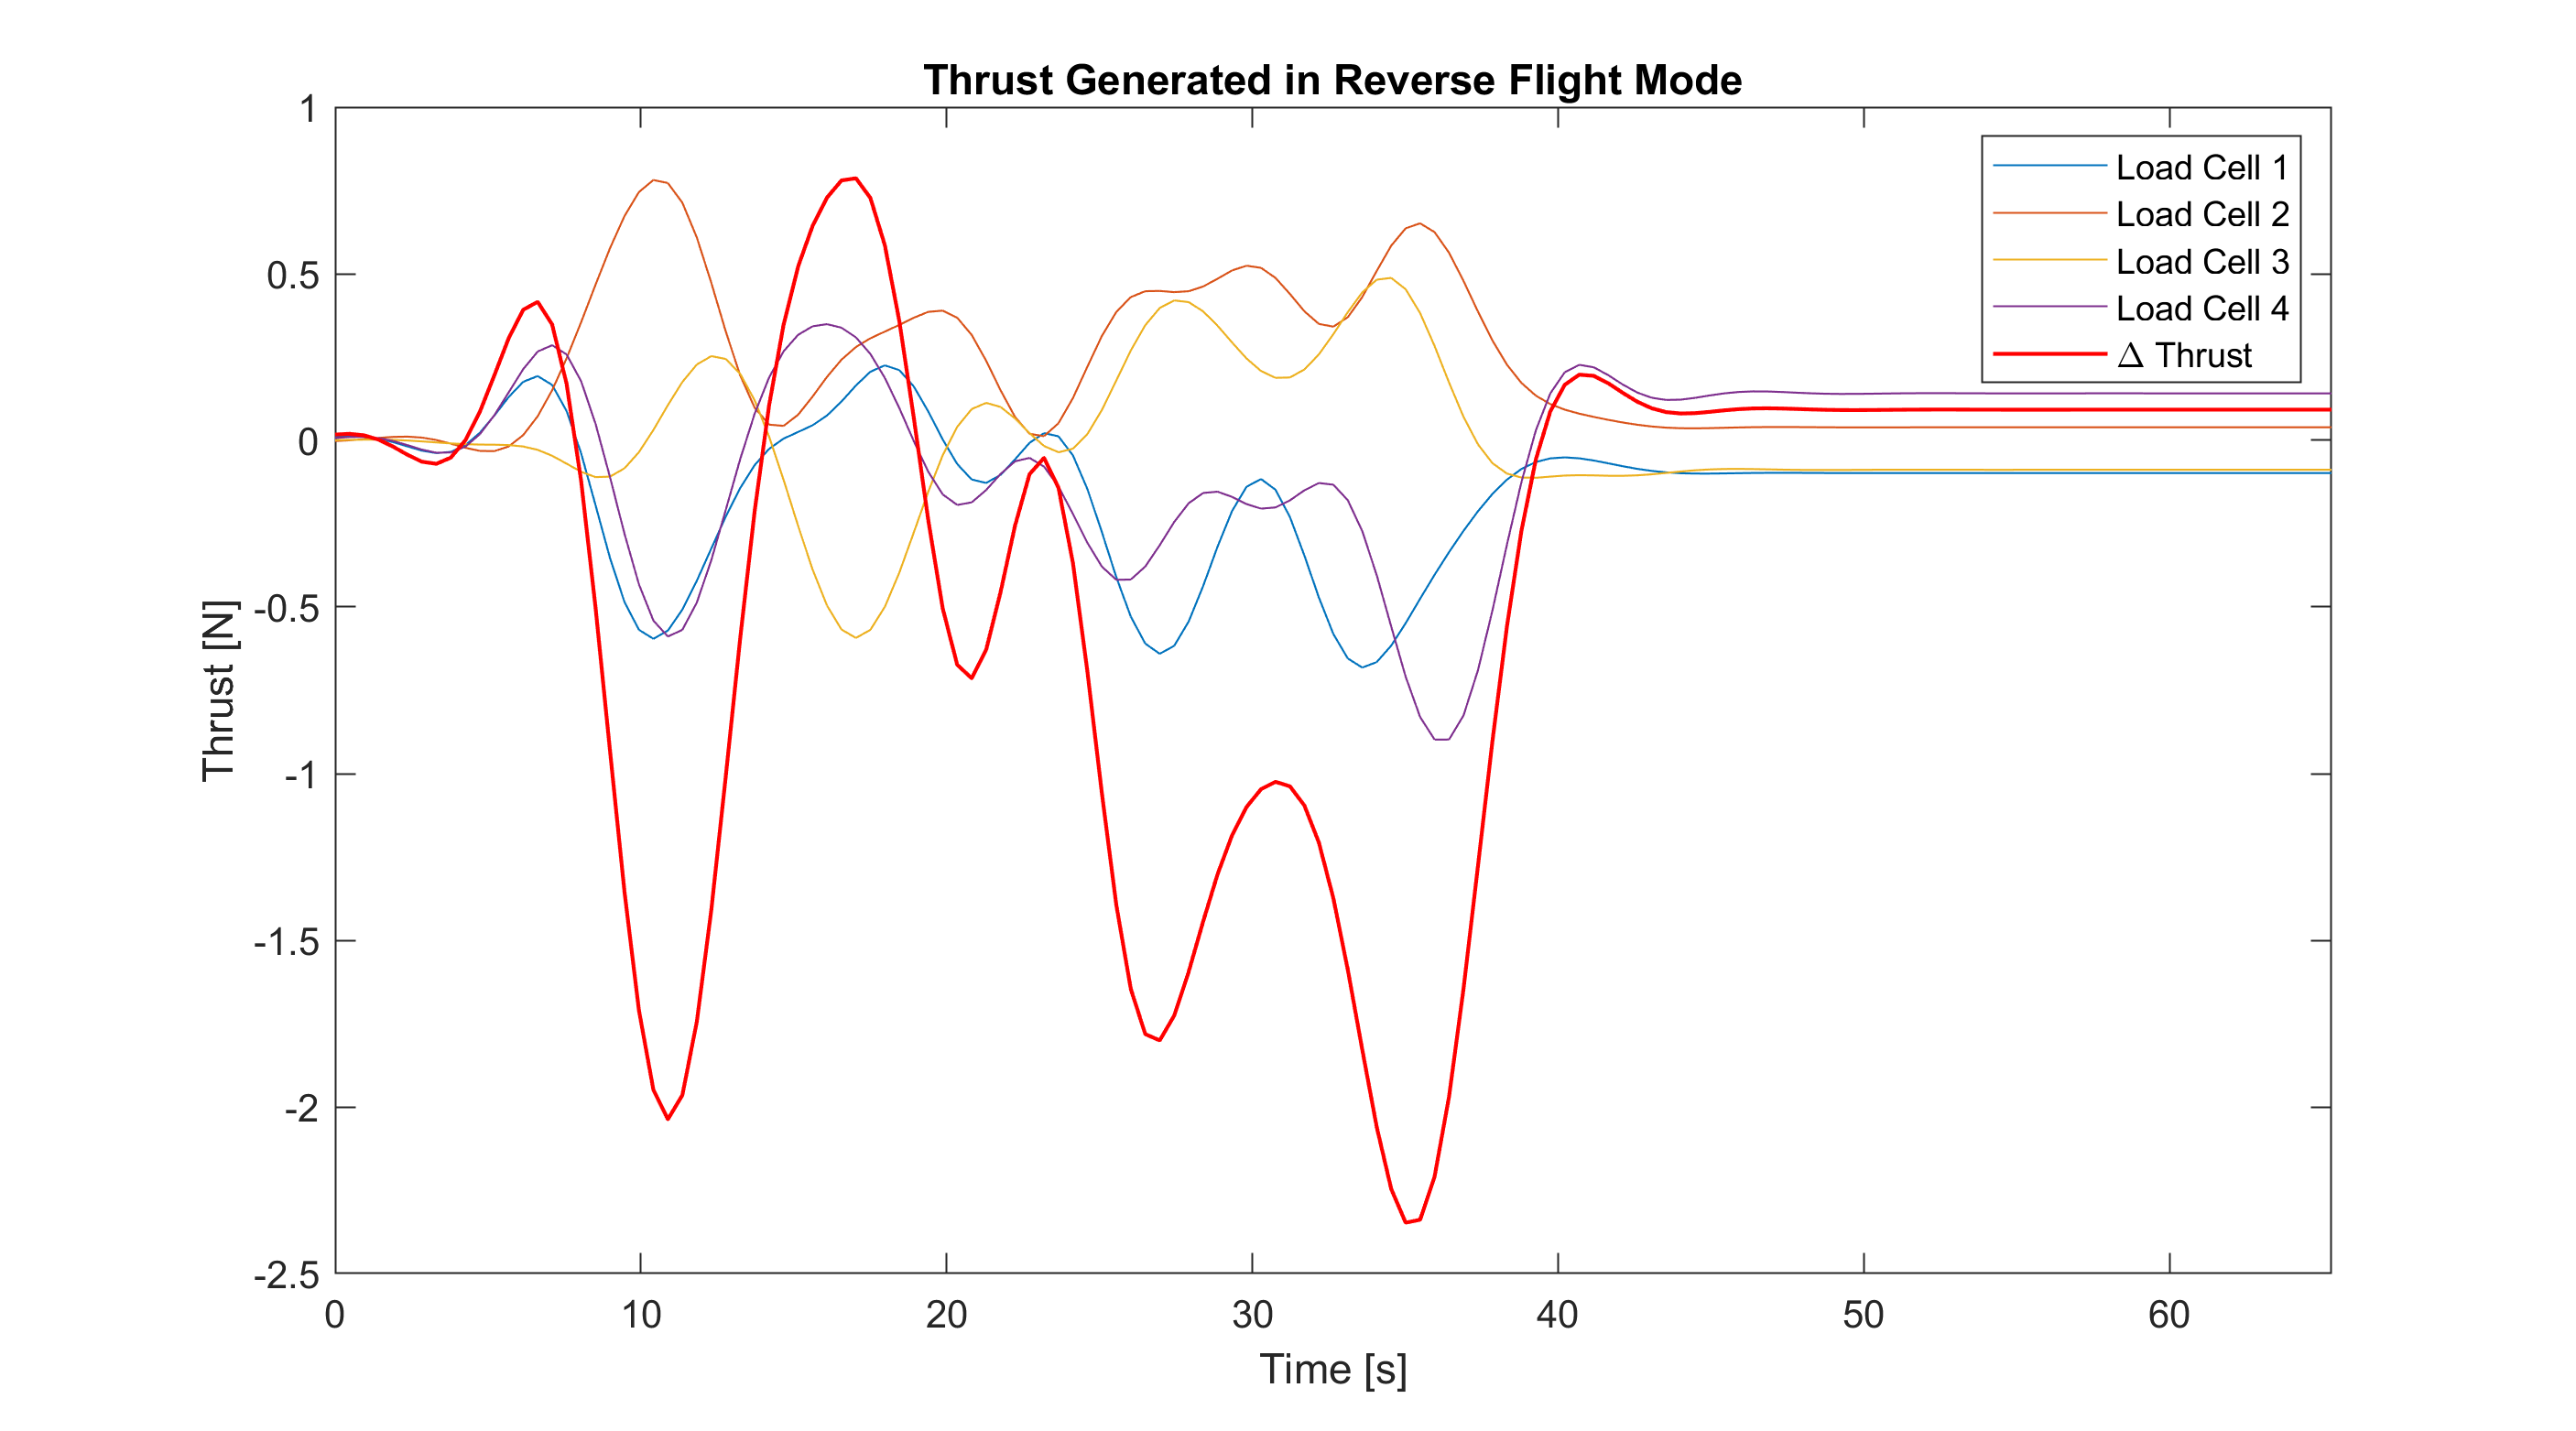 Thrust Generated in Reverse Flight Mode
1
0.5
0
-0.5
-1
-1.5
-2
-2.5
Thrust [N]
Load Cell 1
Load Cell 2
Load Cell 3
Load Cell 4
Δ Thrust
0 10 20 30 40 50 60
Time [s]